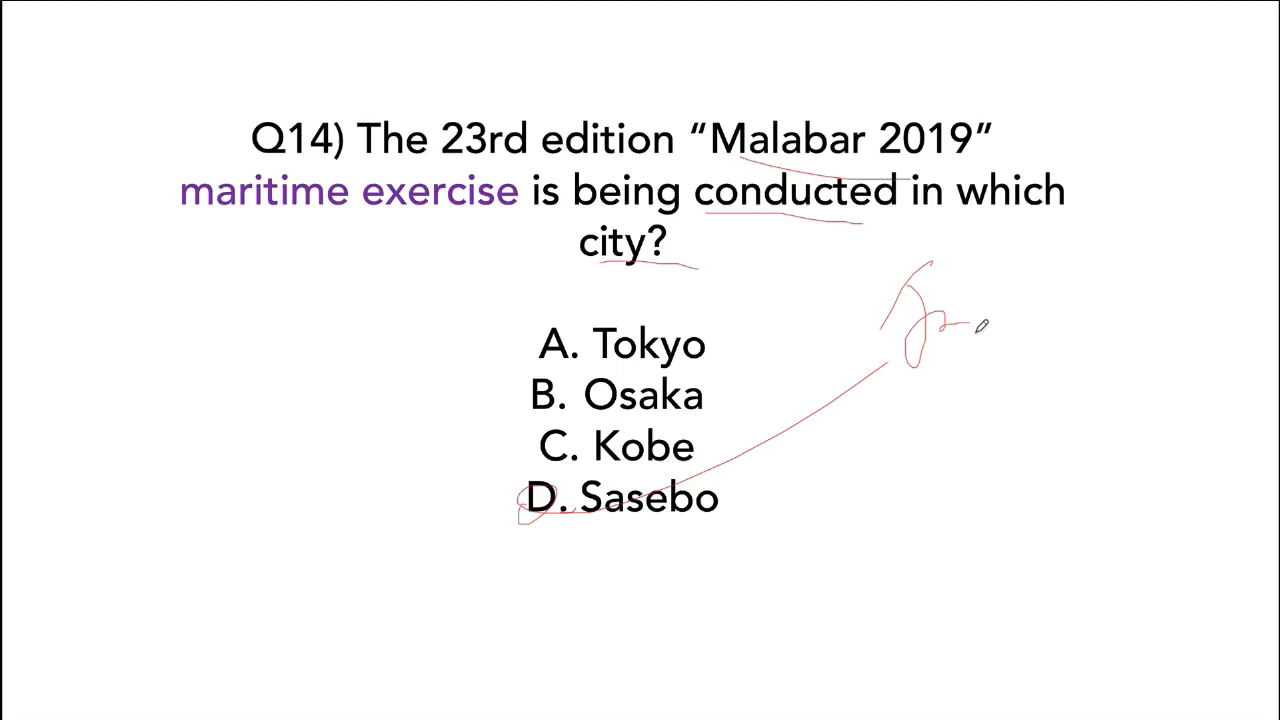 Q14) The 23rd edition “Malabar 2019”
maritime exercise is being conducted in which
city?
A. Tokyo
B. Osaka
C. Kobe
D. Sasebo